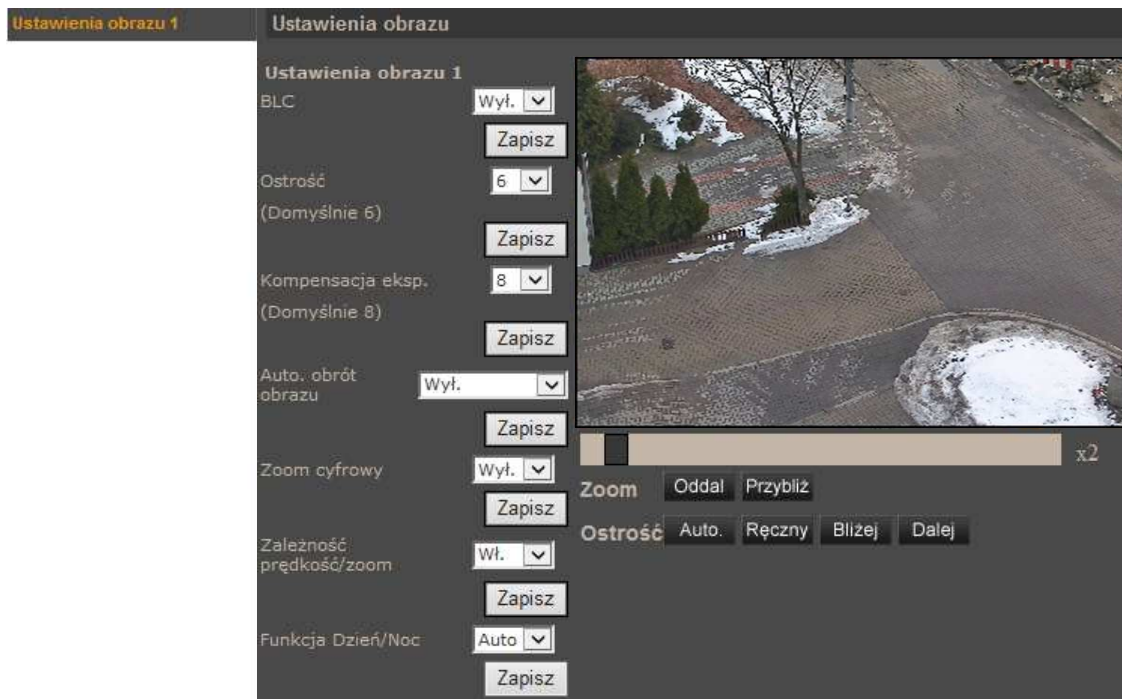 Ustawienia obrazu 1
Ustawienia obrazu
Ustawienia obrazu 1
BLC
Wył.
Zapisz
Ostrość
6
(Domyślnie 6)
Zapisz
Kompensacja eksp.
8
(Domyślnie 8)
Zapisz
Auto. obrót
obrazu
Wył.
Zapisz
Zoom cyfrowy
Wył.
Zapisz
Zależność
prędkość/zoom
Wł.
Zapisz
Funkcja Dzień/Noc
Auto
Zapisz
x2
Zoom Oddal Przybliż
Ostrość Auto. Ręczny Bliżej Dalej